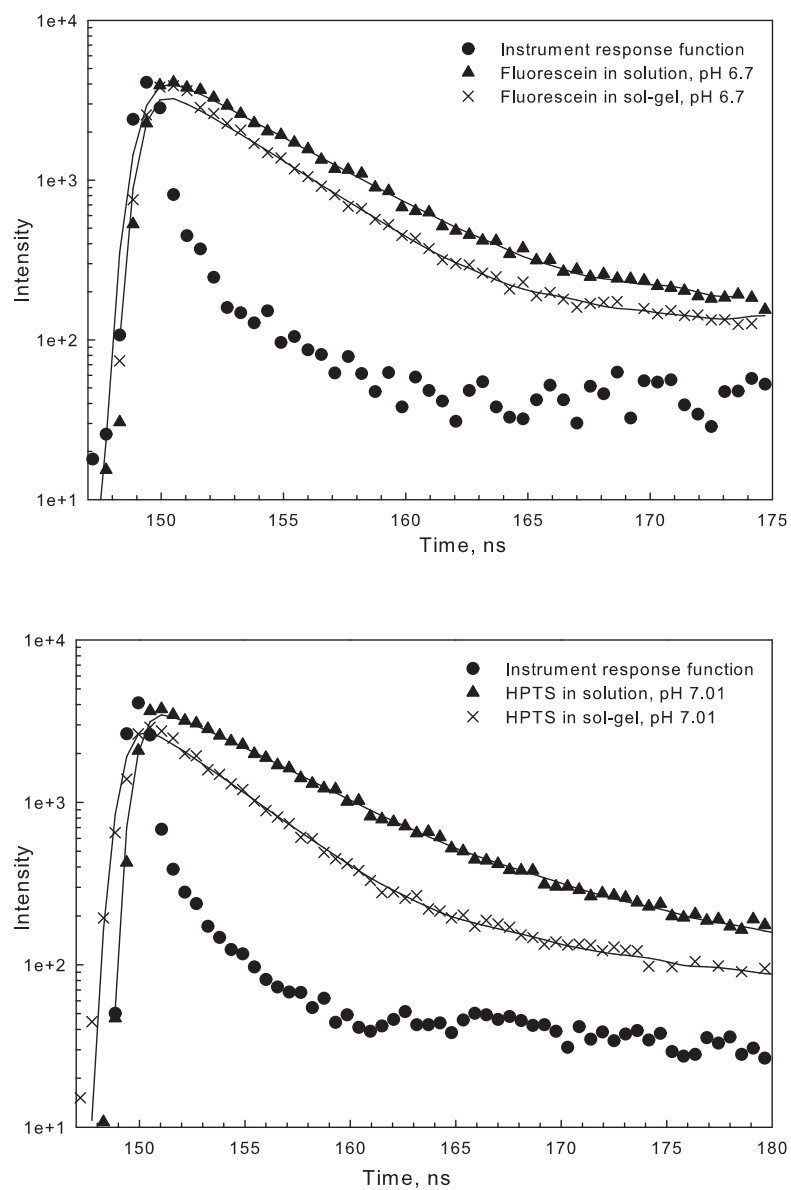 1e+4
Instrument response function
Fluorescein in solution, pH 6.7
Fluorescein in sol-gel, pH 6.7
1e+3
Intensity
1e+2
1e+1
150 155 160 165 170 175
Time, ns
1e+4
Instrument response function
HPTS in solution, pH 7.01
HPTS in sol-gel, pH 7.01
1e+3
Intensity
1e+2
1e+1
150 155 160 165 170 175 180
Time, ns